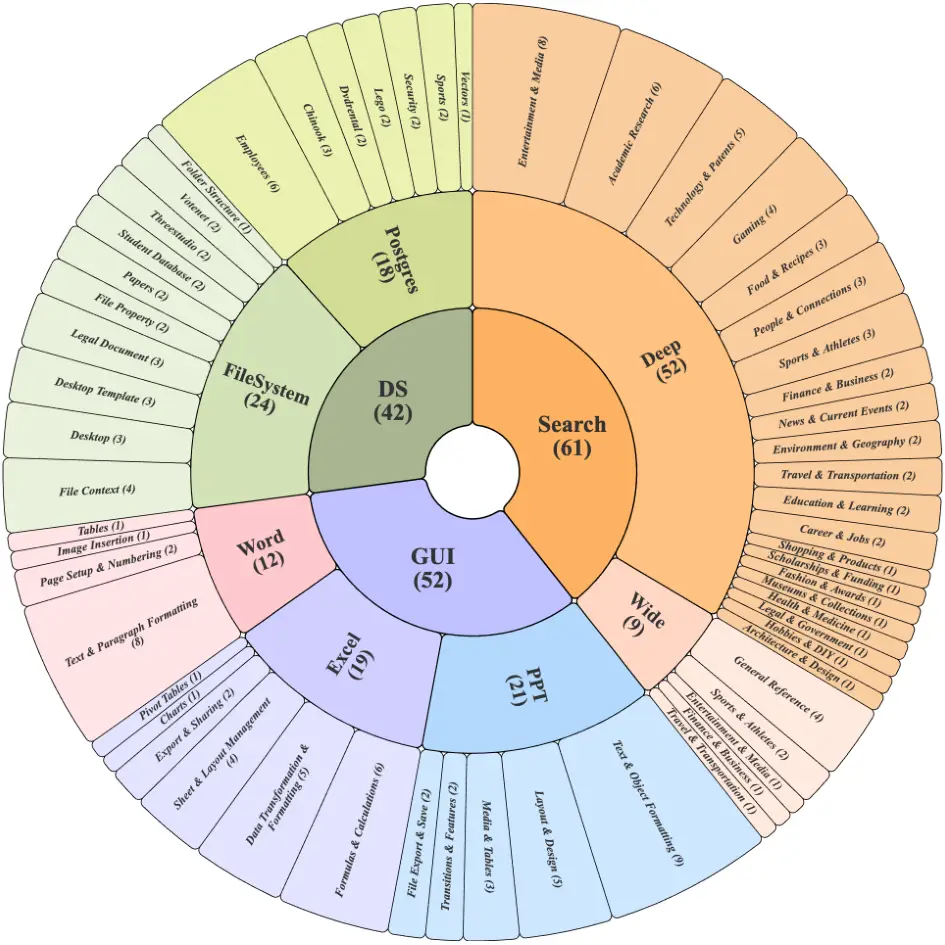 Search
(61)
GUI
(52)
DS
(42)
Deep
(52)
Wide
(9)
PPT
(21)
Excel
(19)
Word
(12)
FileSystem
(24)
Postgres
(18)
Entertainment & Media (8)
Academic Research (6)
Technology & Patents (5)
Gaming (4)
Food & Recipes (3)
People & Connections (3)
Sports & Athletes (3)
Finance & Business (2)
News & Current Events (2)
Environment & Geography (2)
Travel & Transportation (2)
Education & Learning (2)
Career & Jobs (2)
Shopping & Products (1)
Scholarships & Funding (1)
Fashion & Awards (1)
Museums & Collections (1)
Health & Medicine (1)
Legal & Government (1)
Hobbies & DIY (1)
Architecture & Design (1)
General Reference (4)
Sports & Athletes (2)
Entertainment & Media (1)
Finance & Business (1)
Travel & Transportation (1)
Text & Object Formatting (9)
Layout & Design (5)
Media & Tables (3)
Transitions & Features (2)
File Export & Save (2)
Formulas & Calculations (6)
Data Transformation &
Formatting (5)
Sheet & Layout Management
(4)
Export & Sharing (2)
Charts (1)
Pivot Tables (1)
Text & Paragraph Formatting
(8)
Page Setup & Numbering (2)
Image Insertion (1)
Tables (1)
File Context (4)
Desktop (3)
Desktop Template (3)
Legal Document (3)
File Property (2)
Papers (2)
Student Database (2)
Threestudio (2)
Votenet (2)
Folder Structure (1)
Employees (6)
Chinook (3)
Dvdrental (2)
Lego (2)
Security (2)
Sports (2)
Vectors (1)